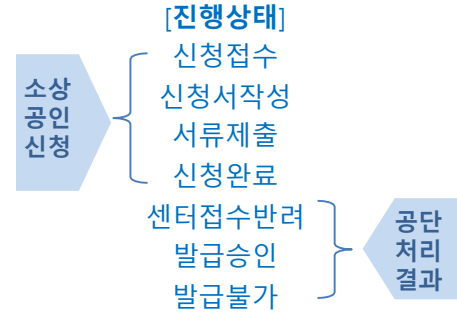 [진행상태]
신청접수
소상
공인
신청
신청서작성
서류제출
신청완료
센터접수반려
발급승인
발급불가
공단
처리
결과